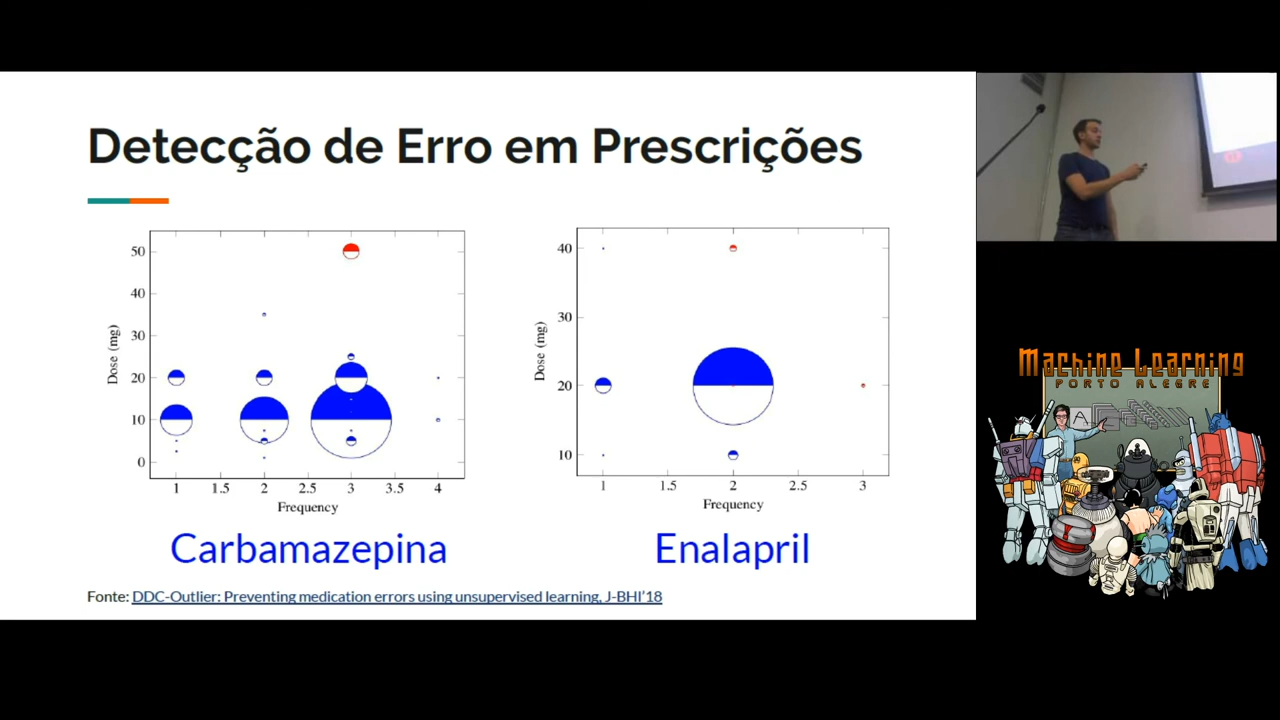 Detecção de Erro em Prescrições
50
40
30
20
10
0
Dose (mg)
1 1.5 2 2.5 3 3.5 4
Frequency
Carbamazepina
40
30
20
10
Dose (mg)
1 1.5 2 2.5 3
Frequency
Enalapril
Fonte: DDC-Outlier: Preventing medication errors using unsupervised learning, J-BHI'18
Machine Learning
PORTO ALEGRE
A